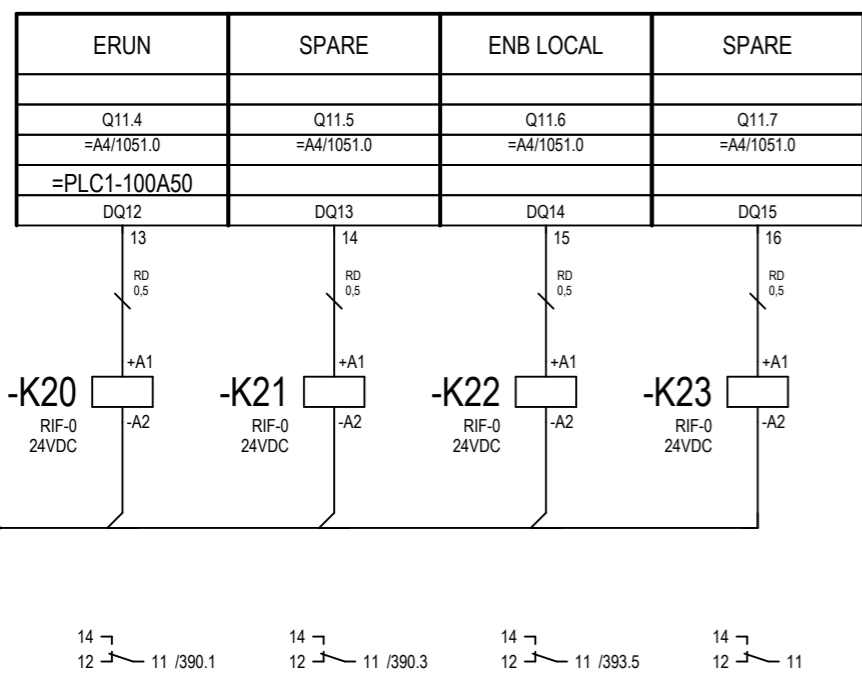 ERUN SPARE ENB LOCAL SPARE
Q11.4 Q11.5 Q11.6 Q11.7
=A4/1051.0 =A4/1051.0 =A4/1051.0 =A4/1051.0
=PLC1-100A50
DQ12 DQ13 DQ14 DQ15
13 14 15 16
RD RD RD RD
0,5 0,5 0,5 0,5
+A1 +A1 +A1 +A1
-K20 -K21 -K22 -K23
RIF-0 -A2 RIF-0 -A2 RIF-0 -A2 RIF-0 -A2
24VDC 24VDC 24VDC 24VDC
14 14 14 14
12 11 /390.1 12 11 /390.3 12 11 /393.5 12 11